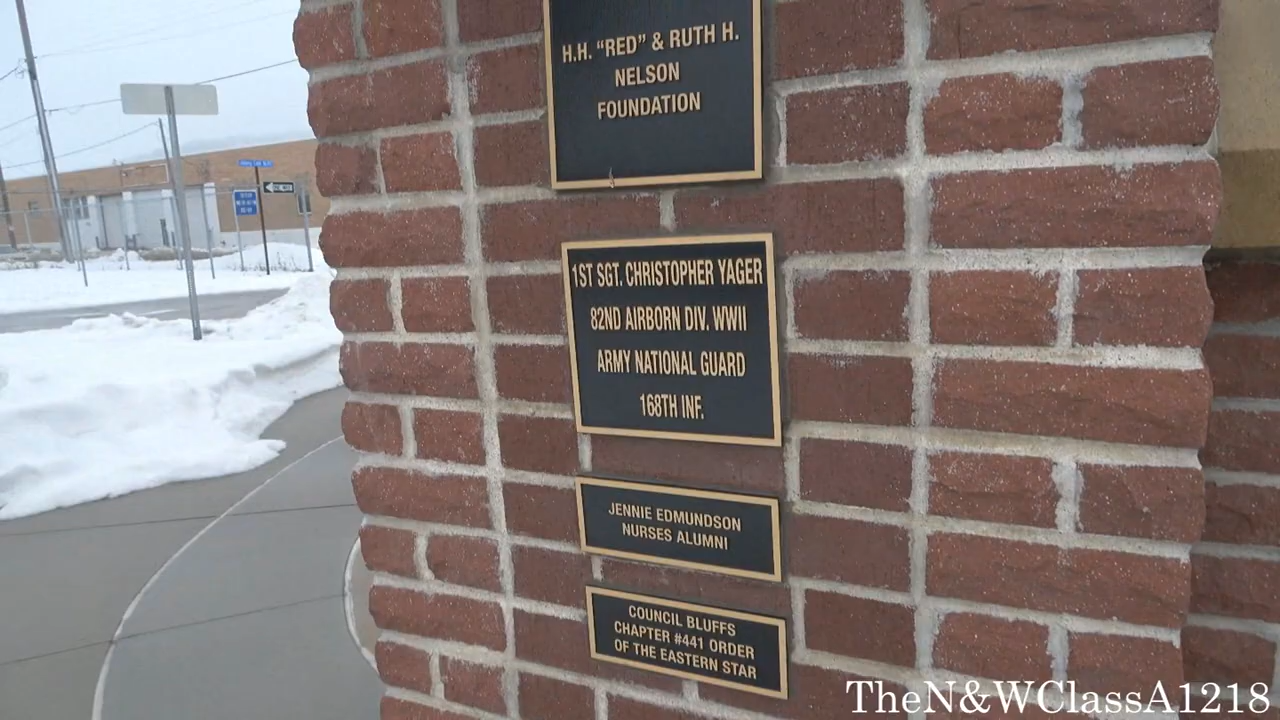 H.H. “RED” & RUTH H.
NELSON
FOUNDATION
1ST SGT. CHRISTOPHER YAGER
82ND AIRBORN DIV. WWII
ARMY NATIONAL GUARD
168TH INF.
JENNIE EDMUNDSON
NURSES ALUMNI
COUNCIL BLUFFS
CHAPTER #441 ORDER
OF THE EASTERN STAR
TheN&WClassA1218